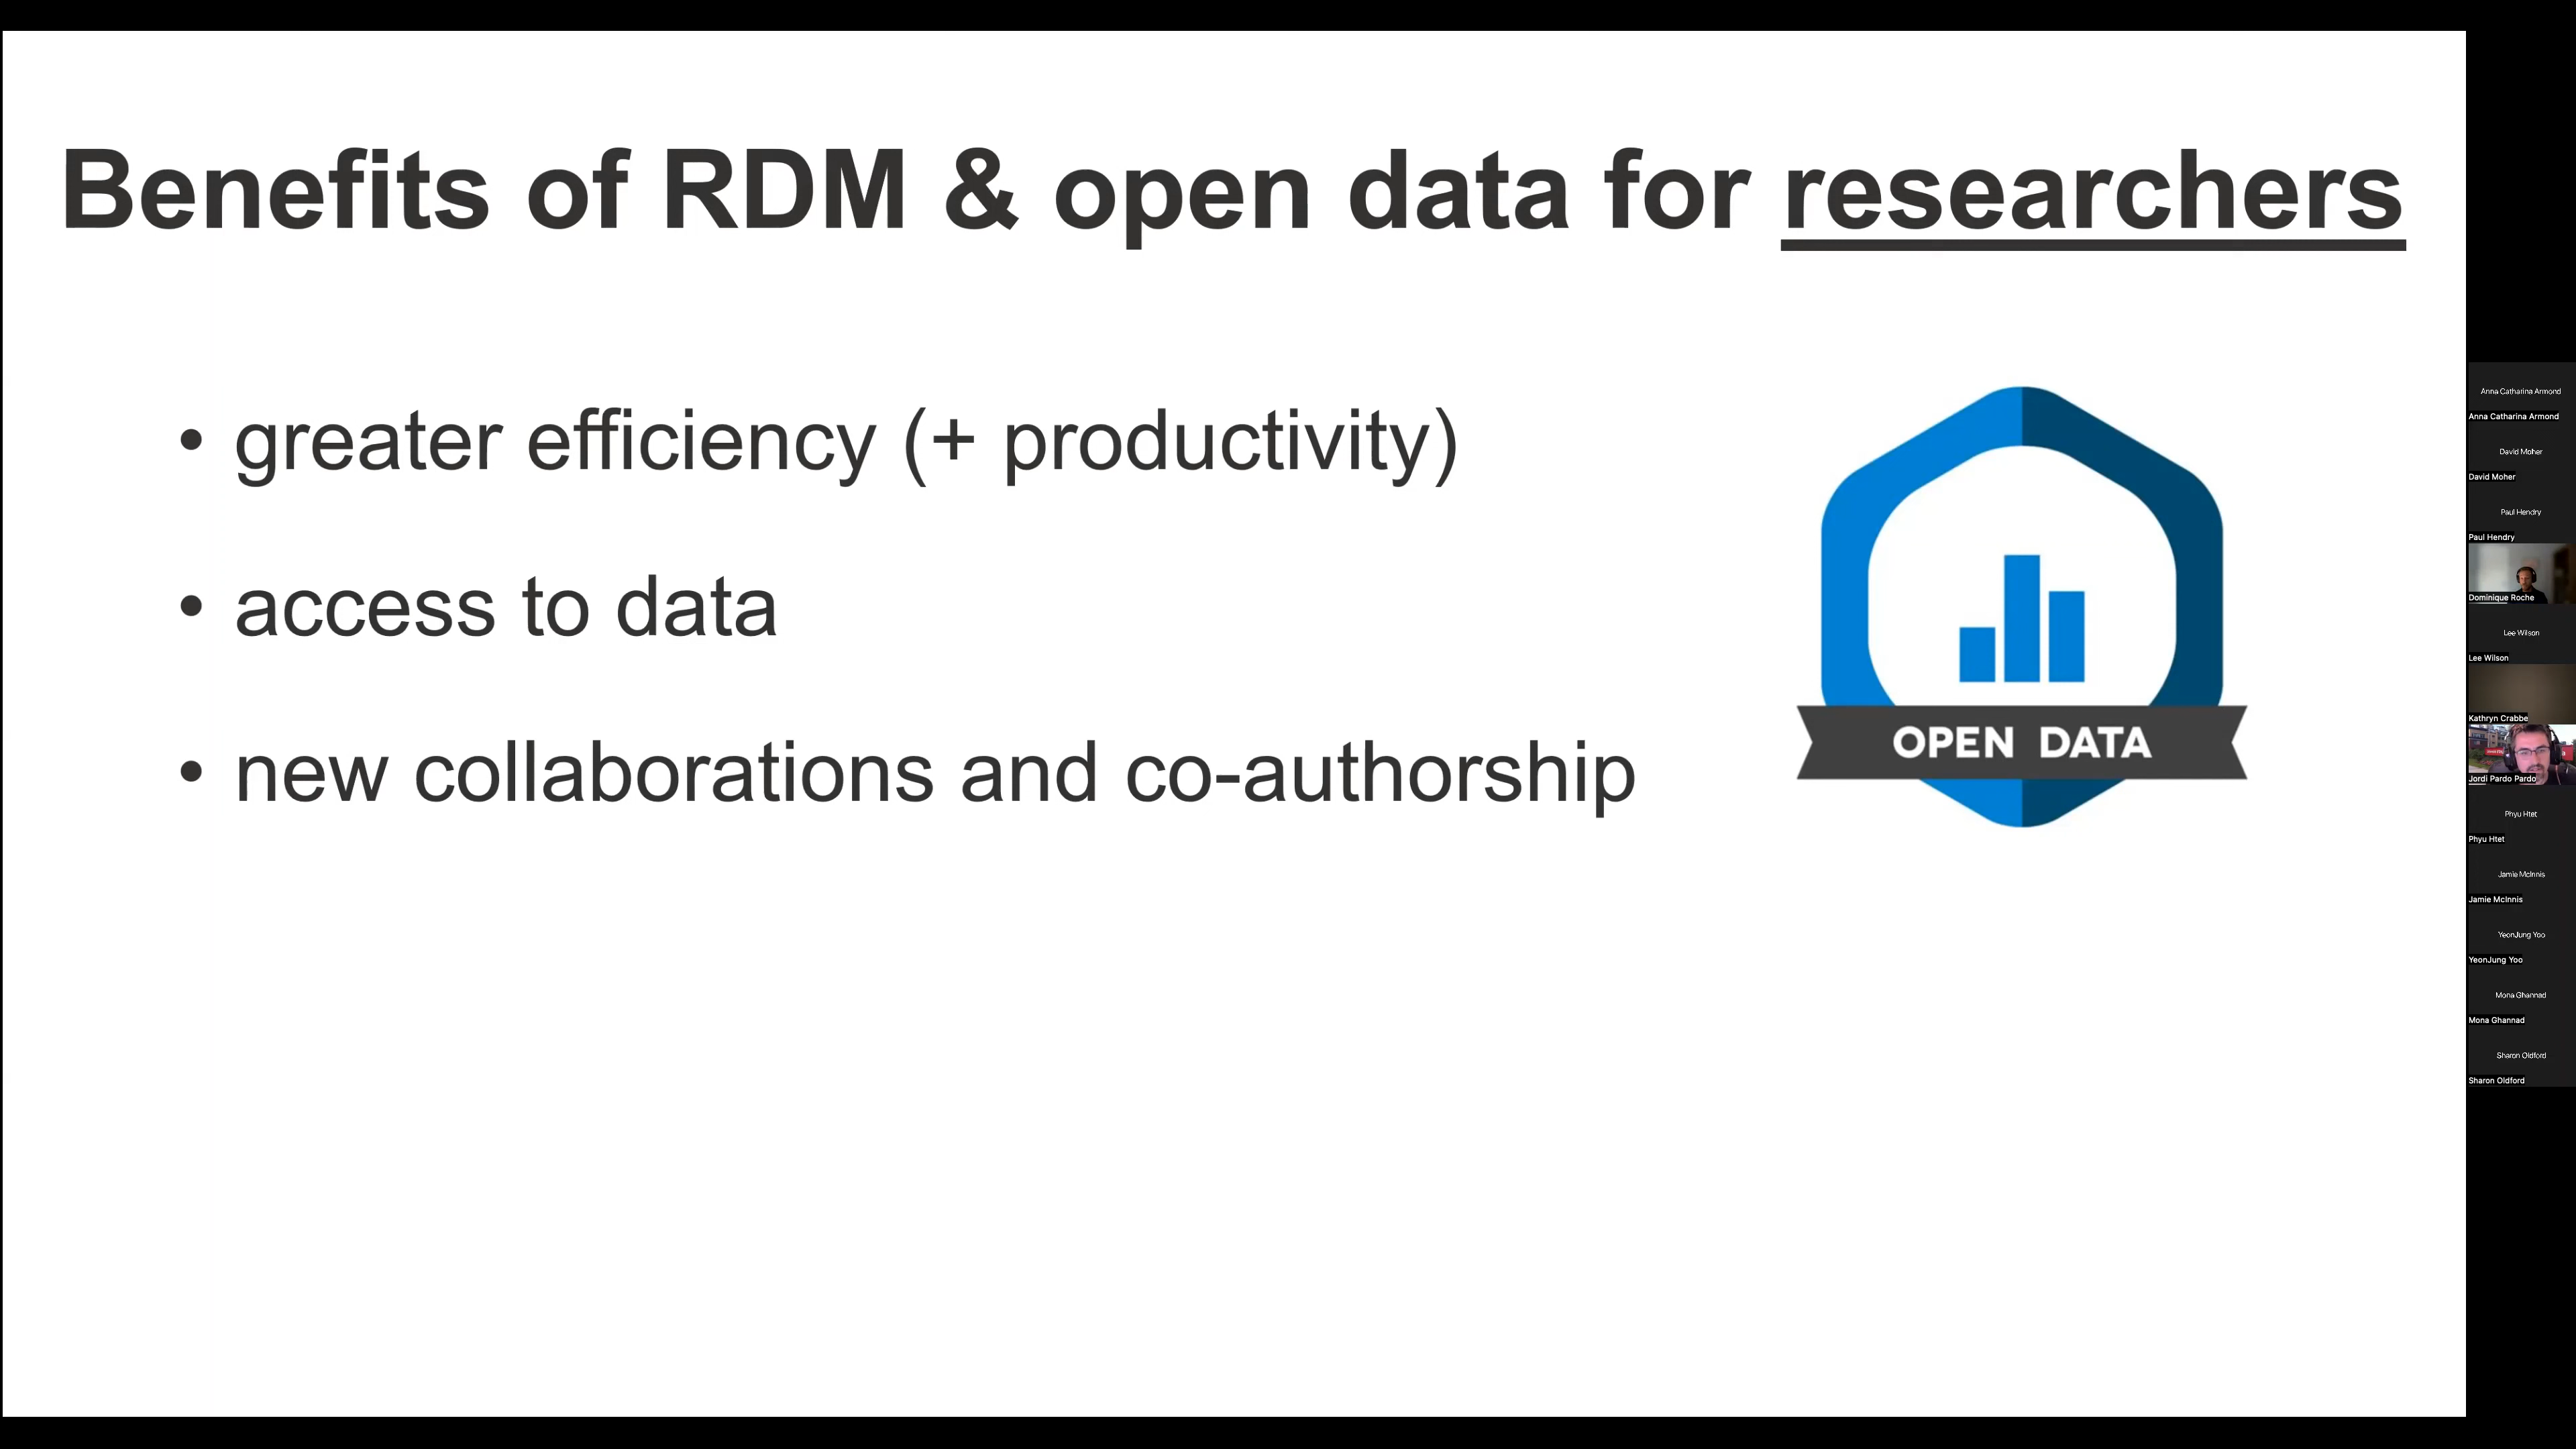 Benefits of RDM & open data for researchers
• greater efficiency (+ productivity)
• access to data
• new collaborations and co-authorship
OPEN DATA
Anna Catharina Armond
Anna Catharina Armond
David Moher
David Moher
Paul Hendry
Paul Hendry
Dominique Roche
Lee Wilson
Lee Wilson
Kathryn Crabbe
Jordi Pardo Pardo
Phyu Htet
Phyu Htet
Jamie McInnis
Jamie McInnis
YeonJung Yoo
YeonJung Yoo
Mona Ghannad
Mona Ghannad
Sharon Oldford
Sharon Oldford